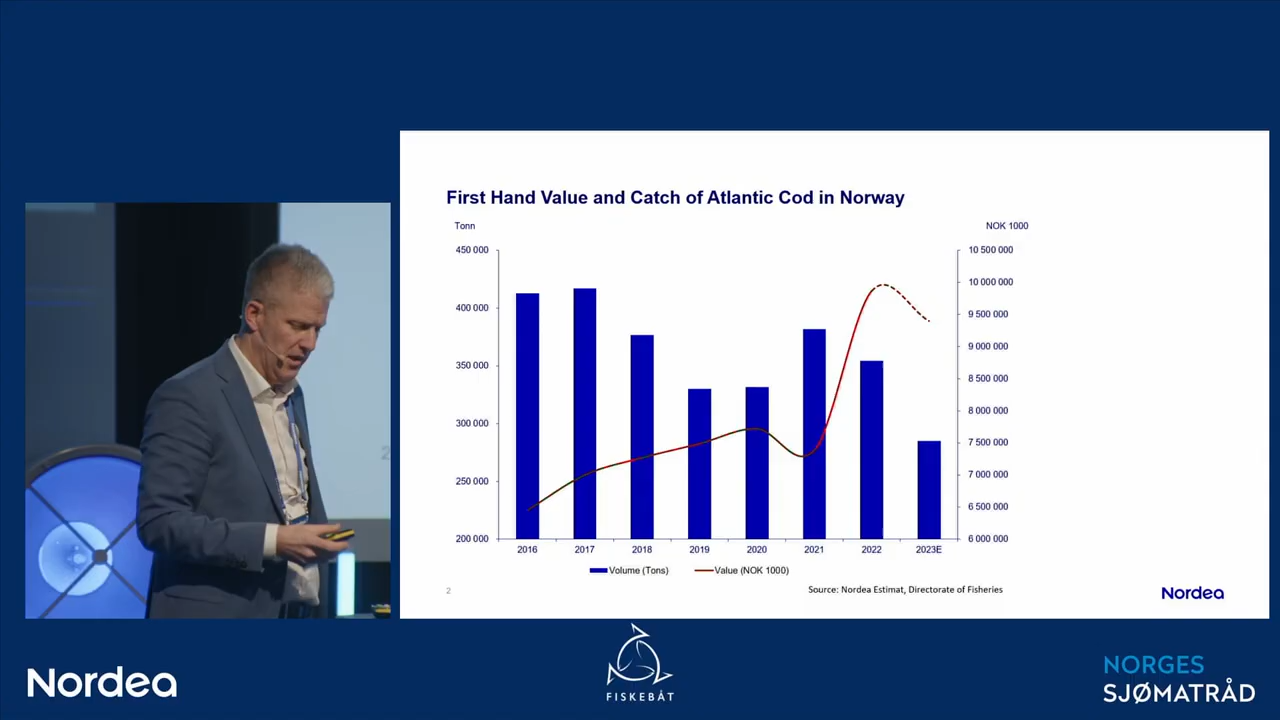 First Hand Value and Catch of Atlantic Cod in Norway
Tonn
NOK 1000
450 000
400 000
350 000
300 000
250 000
200 000
10 500 000
10 000 000
9 500 000
9 000 000
8 500 000
8 000 000
7 500 000
7 000 000
6 500 000
6 000 000
2016 2017 2018 2019 2020 2021 2022 2023E
Volume (Tons) Value (NOK 1000)
2
Source: Nordea Estimat, Directorate of Fisheries
Nordea
2
Nordea
FISKEBÅT
NORGES
SJØMATRÅD